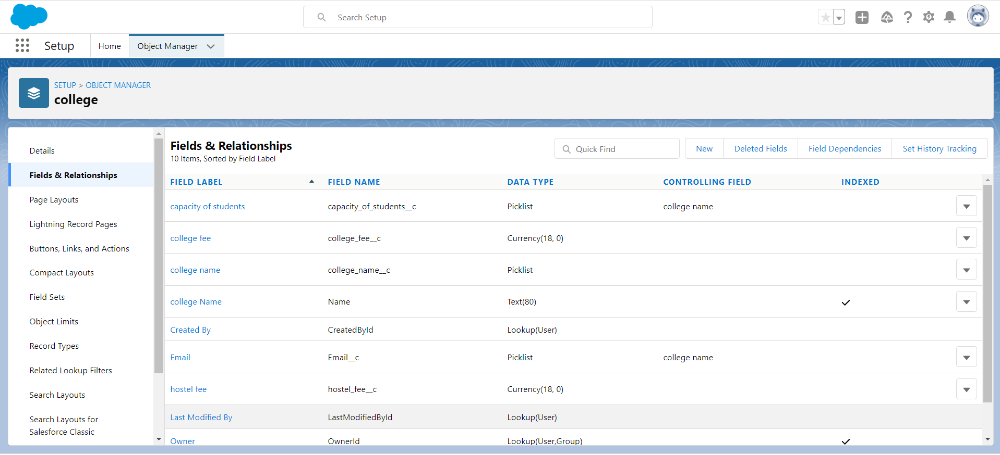 Search Setup
Setup
Home
Object Manager
SETUP > OBJECT MANAGER
college
Details
Fields & Relationships
Page Layouts
Lightning Record Pages
Buttons, Links, and Actions
Compact Layouts
Field Sets
Object Limits
Record Types
Related Lookup Filters
Search Layouts
Search Layouts for
Salesforce Classic
Fields & Relationships
10 Items, Sorted by Field Label
Quick Find
New
Deleted Fields
Field Dependencies
Set History Tracking
FIELD LABEL FIELD NAME DATA TYPE CONTROLLING FIELD INDEXED
capacity of students capacity_of_students__c Picklist college name
college fee college_fee__c Currency(18, 0)
college name college_name__c Picklist
college Name Name Text(80)
Created By CreatedById Lookup(User)
Email Email__c Picklist college name
hostel fee hostel_fee__c Currency(18, 0)
Last Modified By LastModifiedById Lookup(User)
Owner OwnerId Lookup(User,Group)